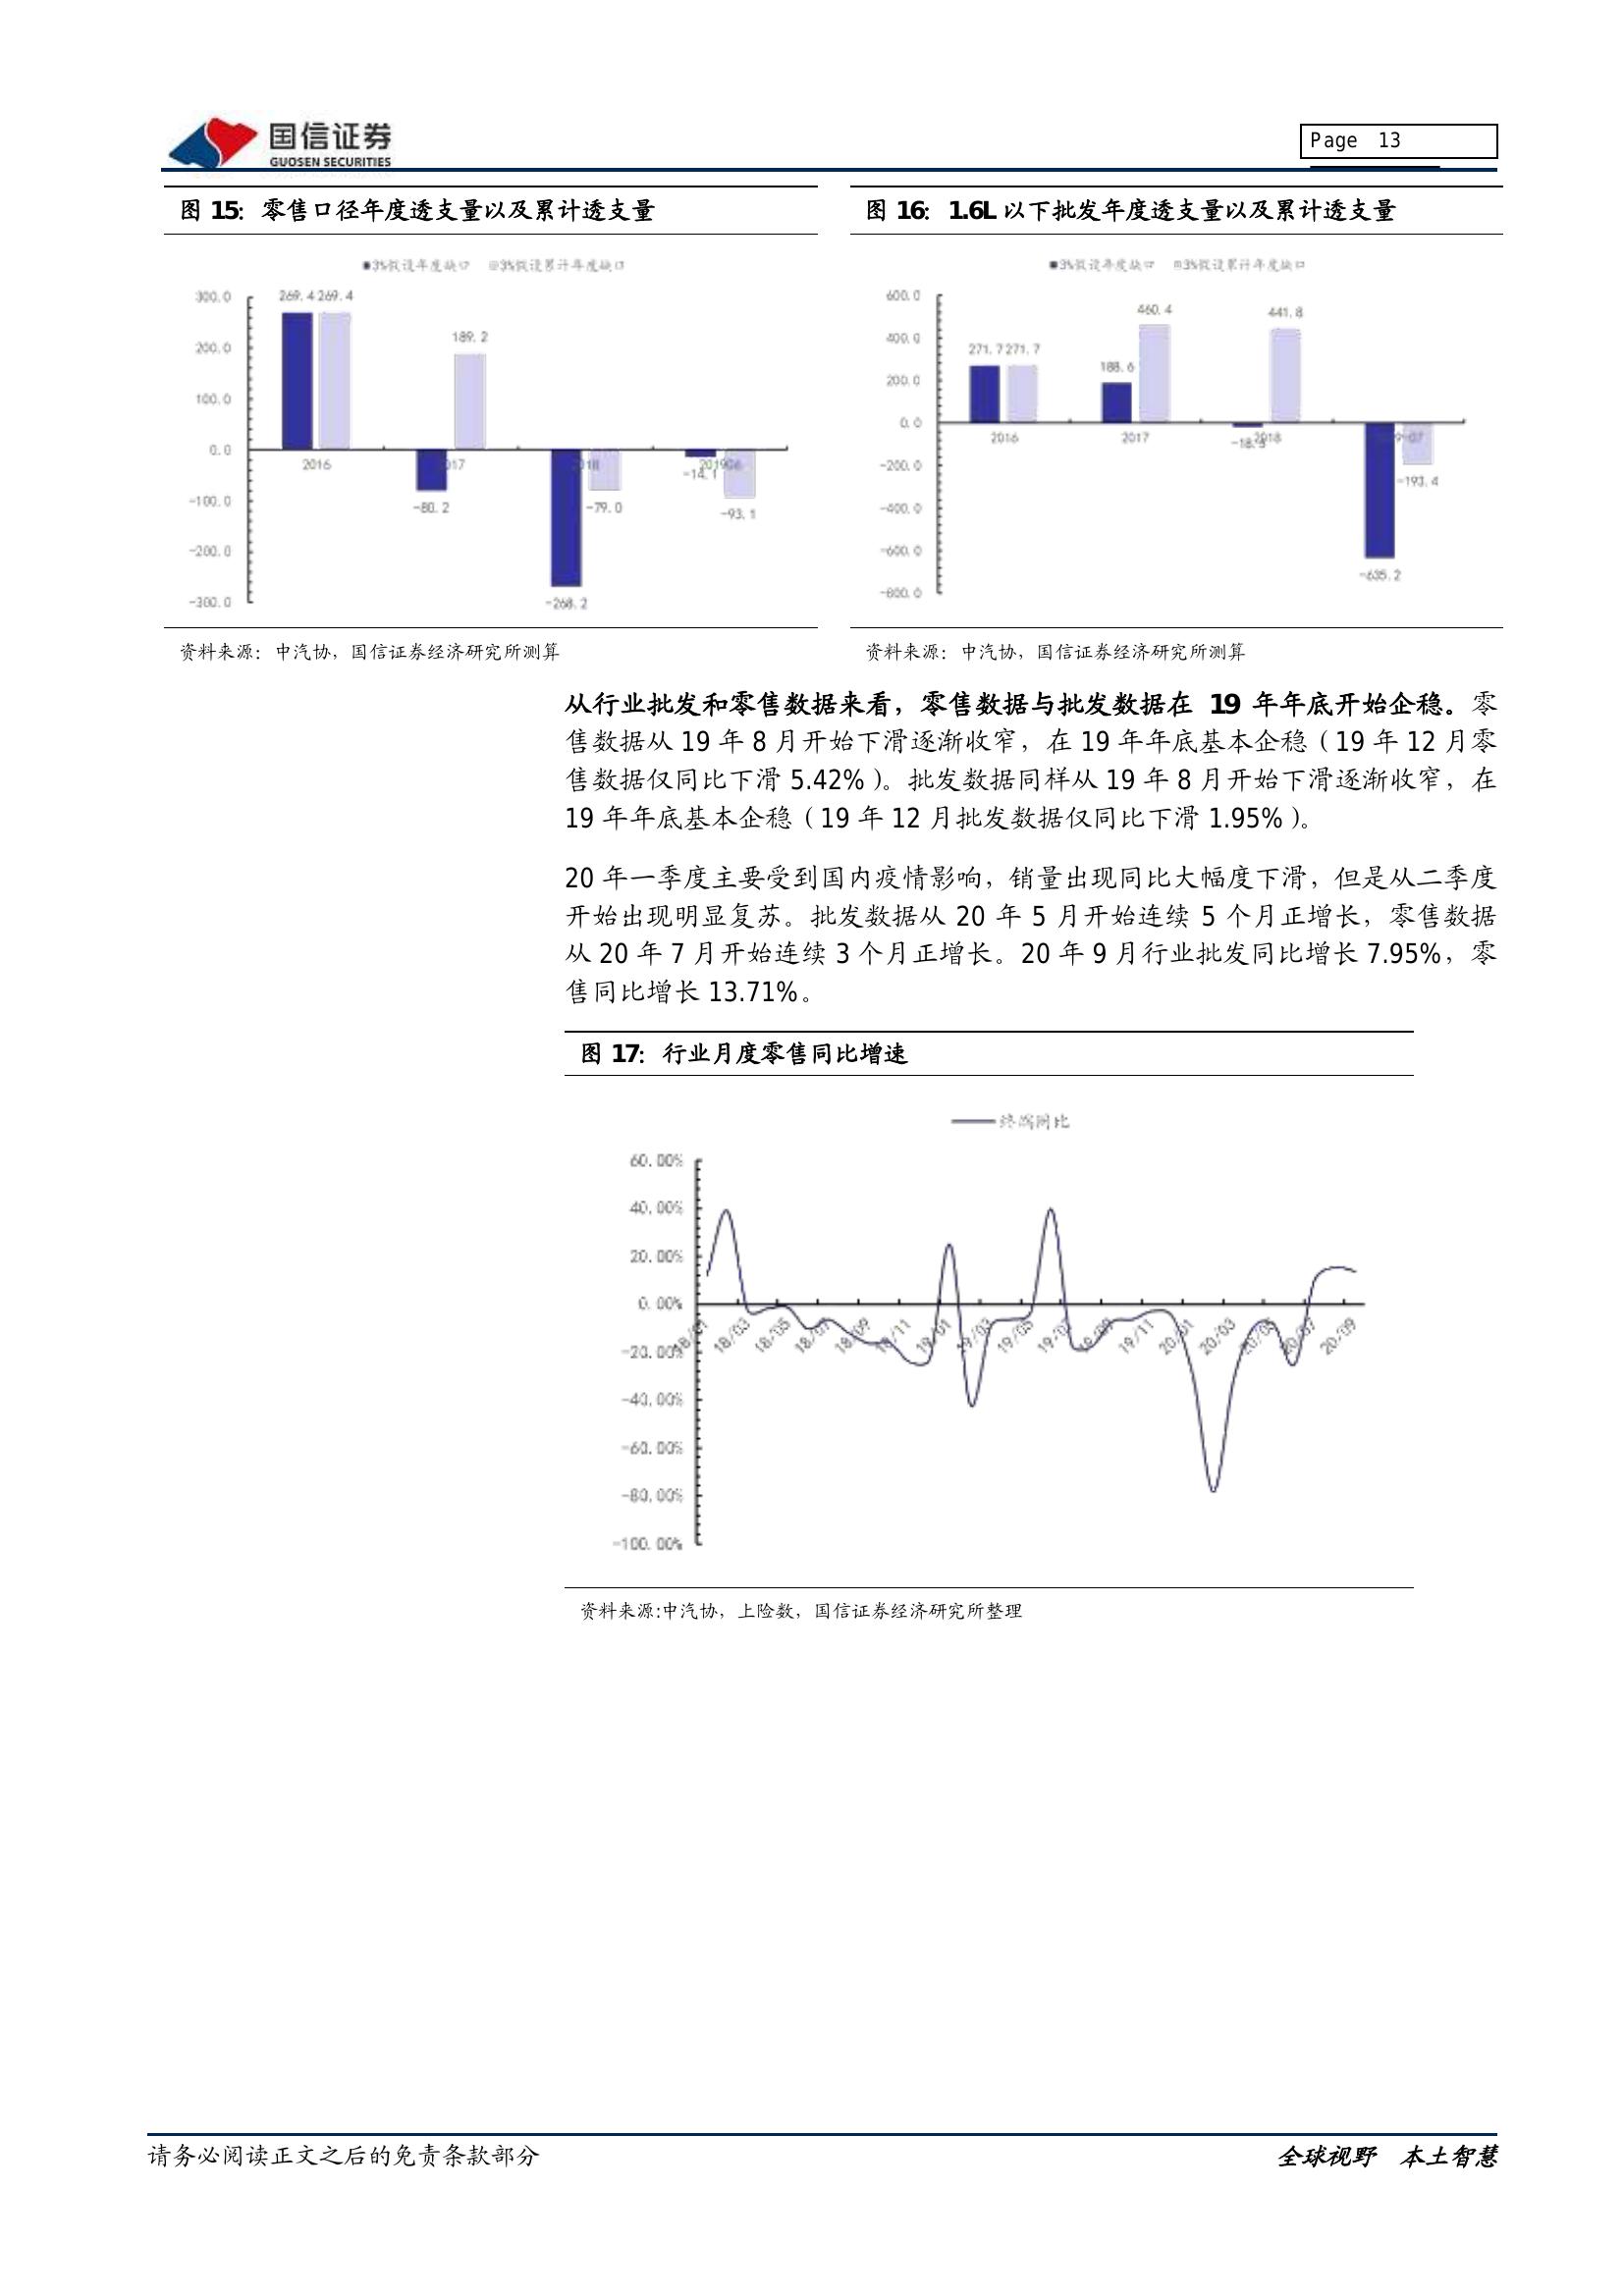 国信证券
GUOSEN SECURITIES
Page 13
图 15：零售口径年度透支量以及累计透支量
■3%假设年度缺口 ■3%假设累计年度缺口
300.0
200.0
100.0
0.0
-100.0
-200.0
-300.0
269.4 269.4
189.2
-80.2
-268.2
-79.0
-14.1
-93.1
2016
资料来源：中汽协，国信证券经济研究所测算
图 16：1.6L 以下批发年度透支量以及累计透支量
■3%假设年度缺口 ■3%假设累计年度缺口
600.0
400.0
200.0
0.0
-200.0
-400.0
-600.0
-800.0
271.7 271.7
188.6
460.4
441.8
-635.2
-193.4
2016
2017
2018
资料来源：中汽协，国信证券经济研究所测算
从行业批发和零售数据来看，零售数据与批发数据在 19 年年底开始企稳。零
售数据从 19 年 8 月开始下滑逐渐收窄，在 19 年年底基本企稳（19 年 12 月零
售数据仅同比下滑 5.42%）。批发数据同样从 19 年 8 月开始下滑逐渐收窄，在
19 年年底基本企稳（19 年 12 月批发数据仅同比下滑 1.95%）。
20 年一季度主要受到国内疫情影响，销量出现同比大幅度下滑，但是从二季度
开始出现明显复苏。批发数据从 20 年 5 月开始连续 5 个月正增长，零售数据
从 20 年 7 月开始连续 3 个月正增长。20 年 9 月行业批发同比增长 7.95%，零
售同比增长 13.71%。
图 17：行业月度零售同比增速
终端同比
60.00%
40.00%
20.00%
0.00%
-20.00%
-40.00%
-60.00%
-80.00%
-100.00%
18/01
18/03
18/05
18/07
18/09
18/11
19/01
19/03
19/05
19/07
19/09
19/11
20/01
20/03
20/05
20/07
20/09
资料来源:中汽协，上险数，国信证券经济研究所整理
请务必阅读正文之后的免责条款部分
全球视野 本土智慧